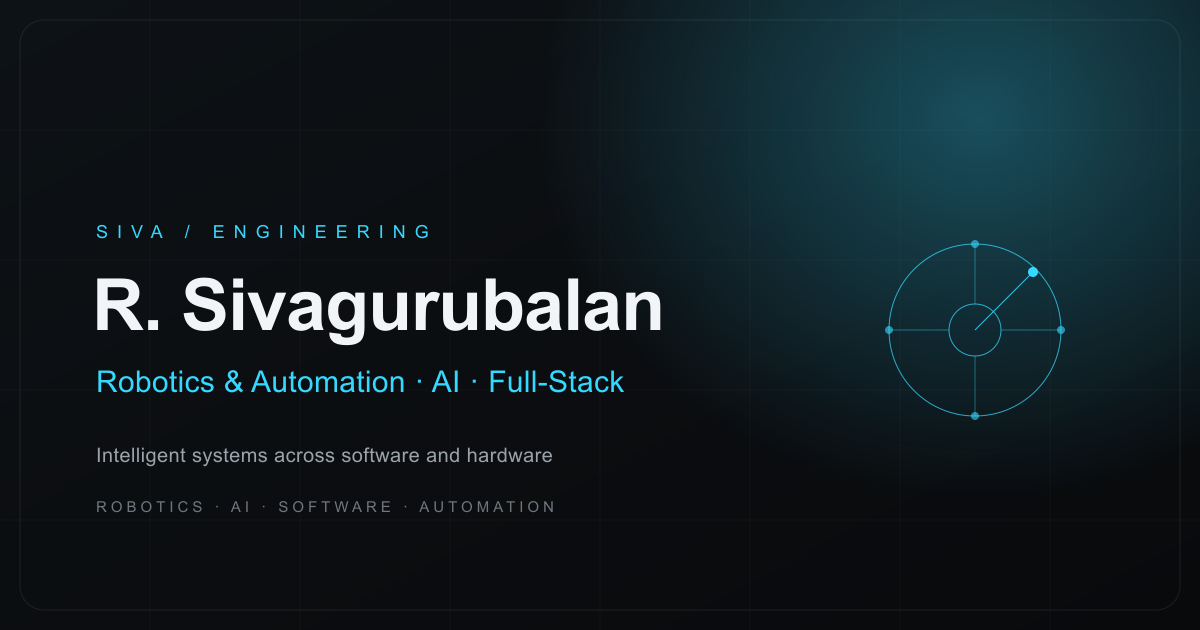 SIVA / ENGINEERING
R. Sivagurubalan
Robotics & Automation · AI · Full-Stack
Intelligent systems across software and hardware
ROBOTICS · AI · SOFTWARE · AUTOMATION